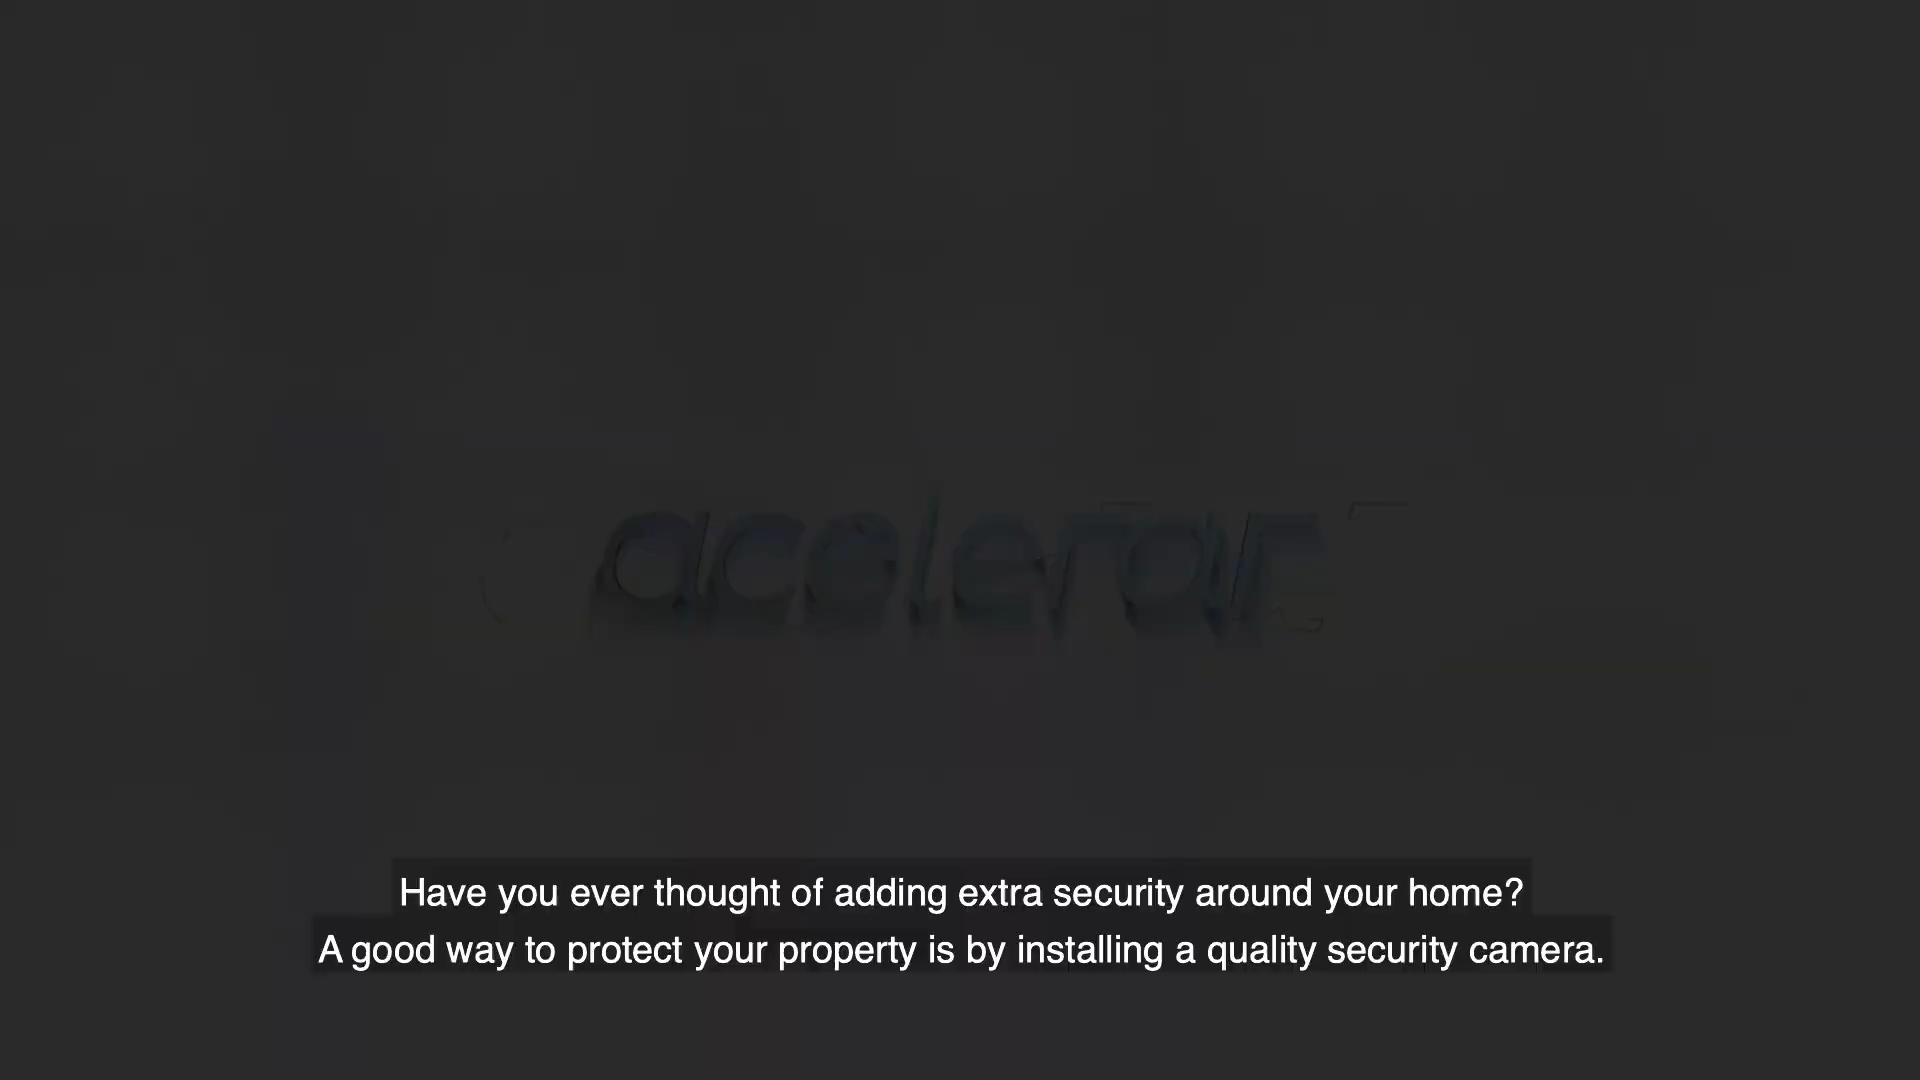 acelerar
Have you ever thought of adding extra security around your home?
A good way to protect your property is by installing a quality security camera.